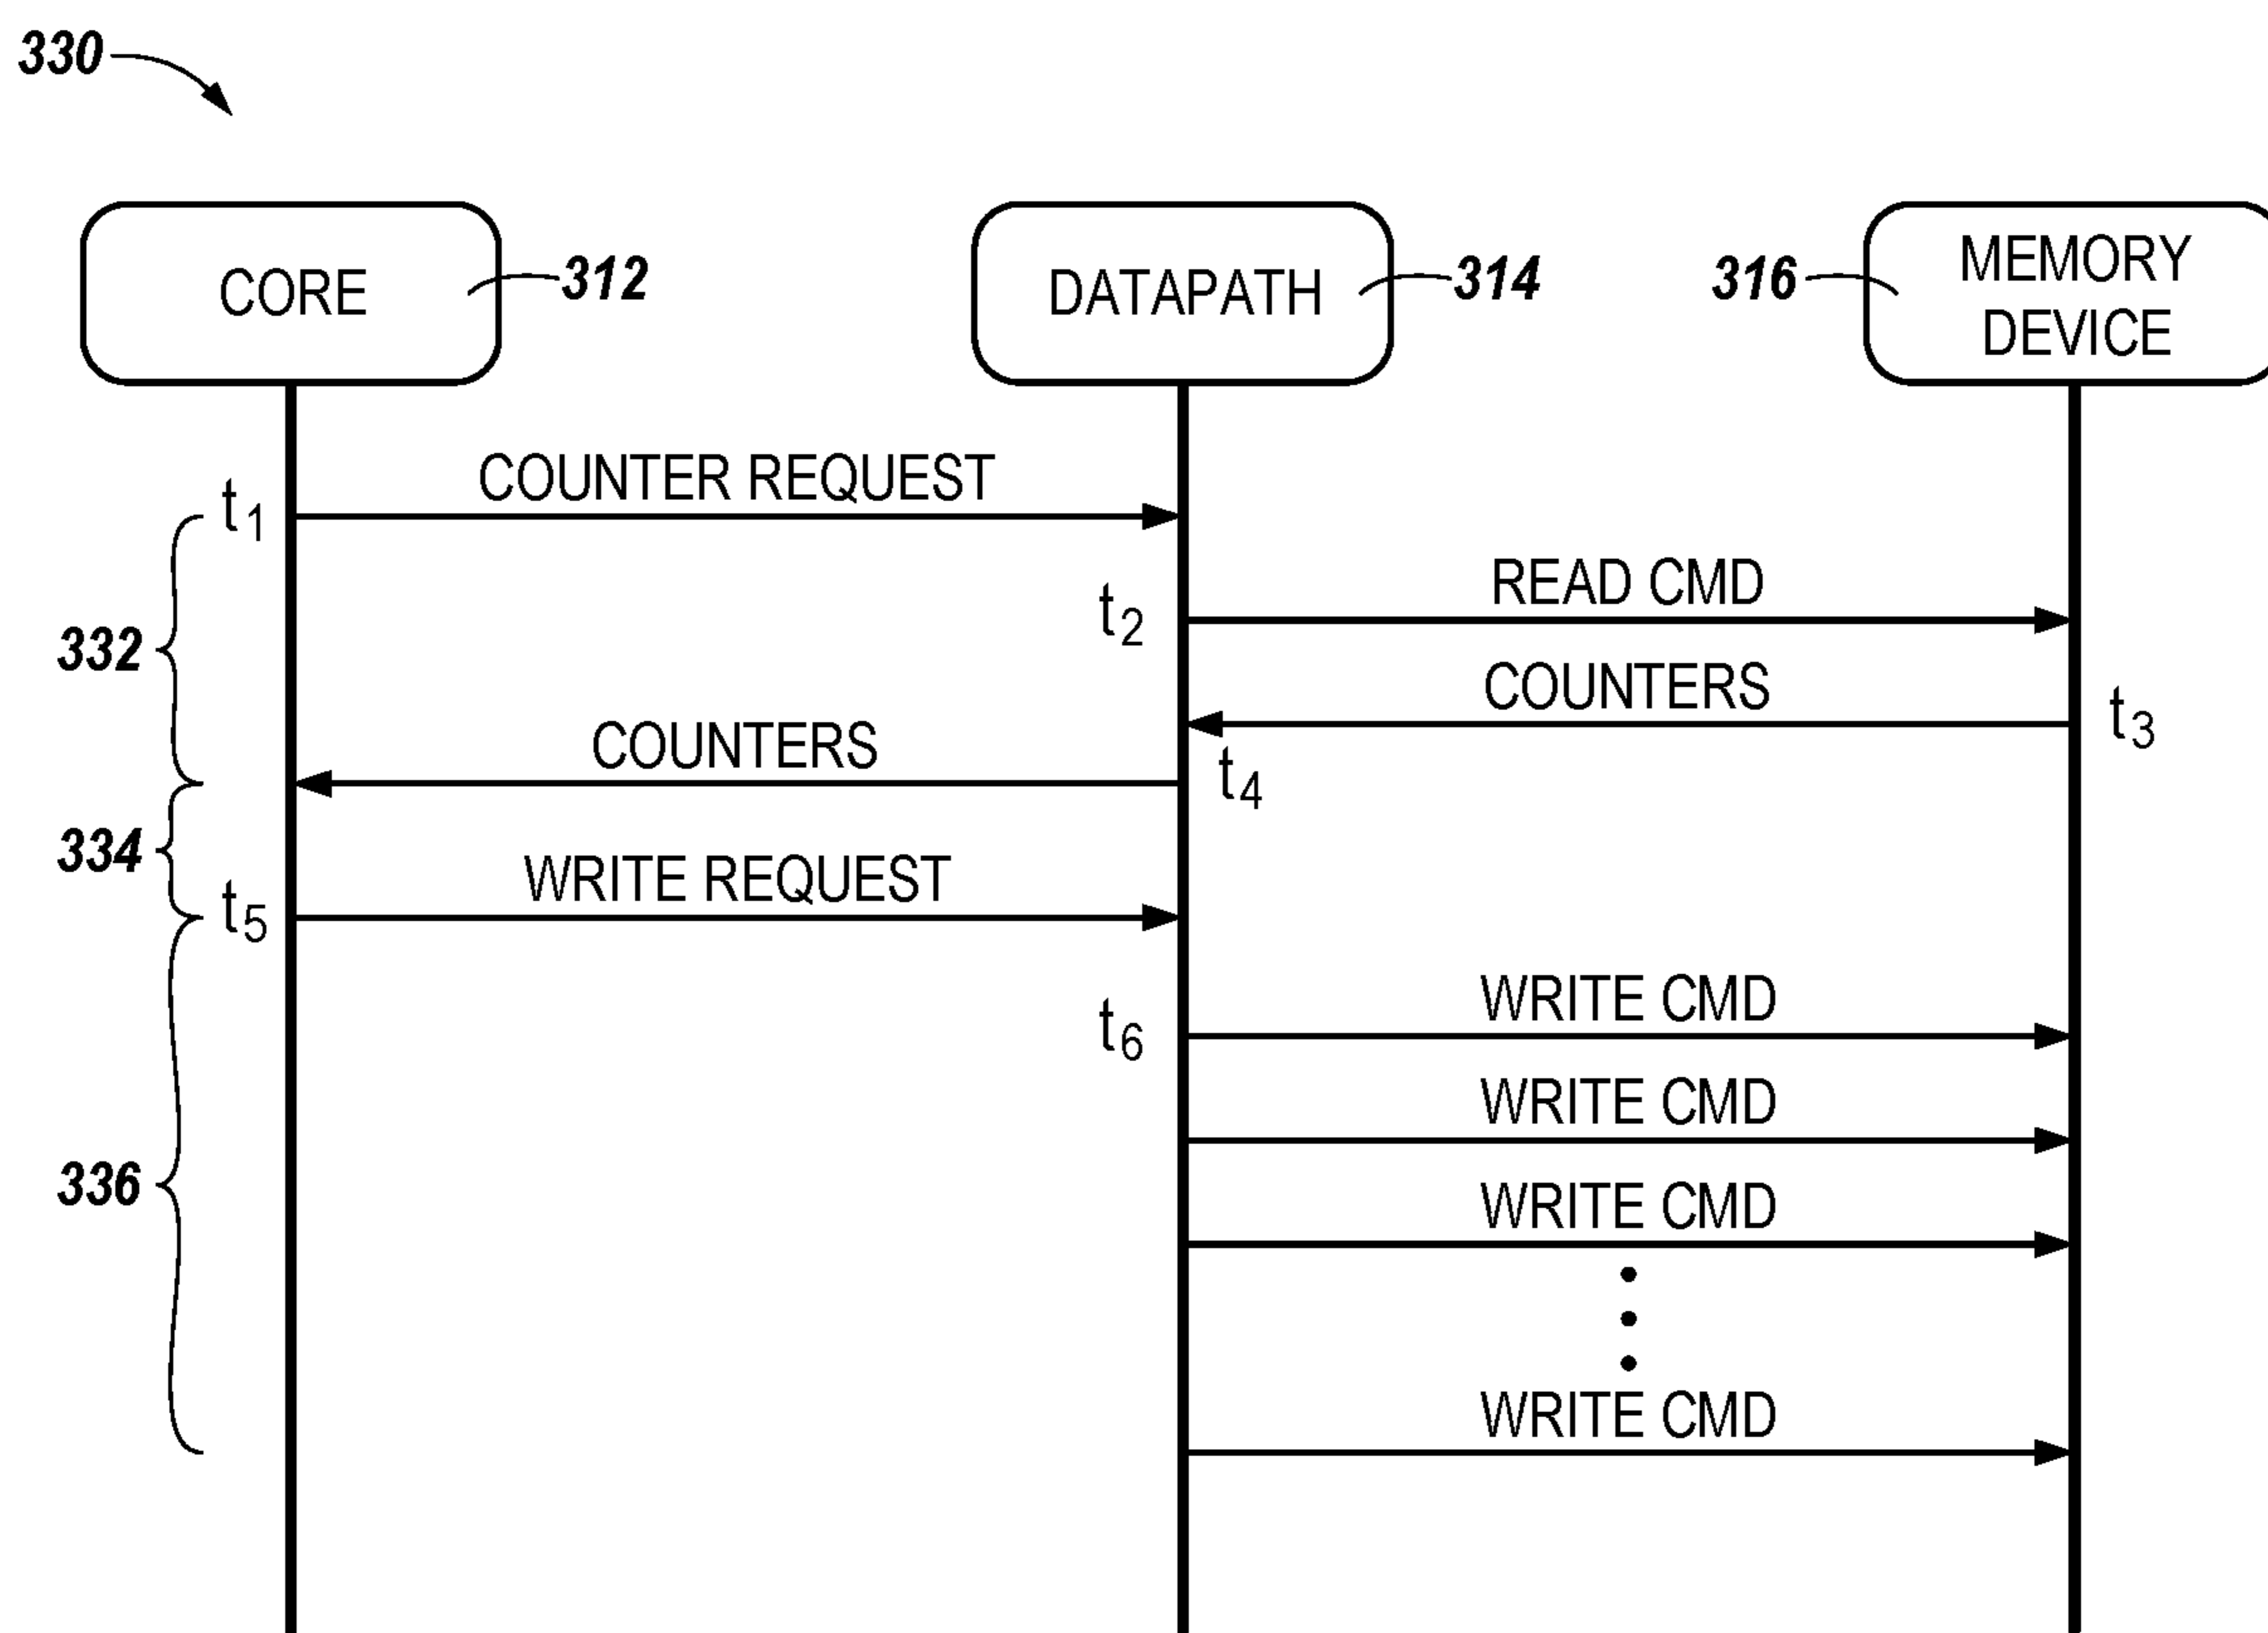 330
CORE
312
DATAPATH
314
316
MEMORY
DEVICE
COUNTER REQUEST
t1
READ CMD
t2
332
COUNTERS
t3
COUNTERS
t4
334
WRITE REQUEST
t5
WRITE CMD
t6
WRITE CMD
336
WRITE CMD
WRITE CMD